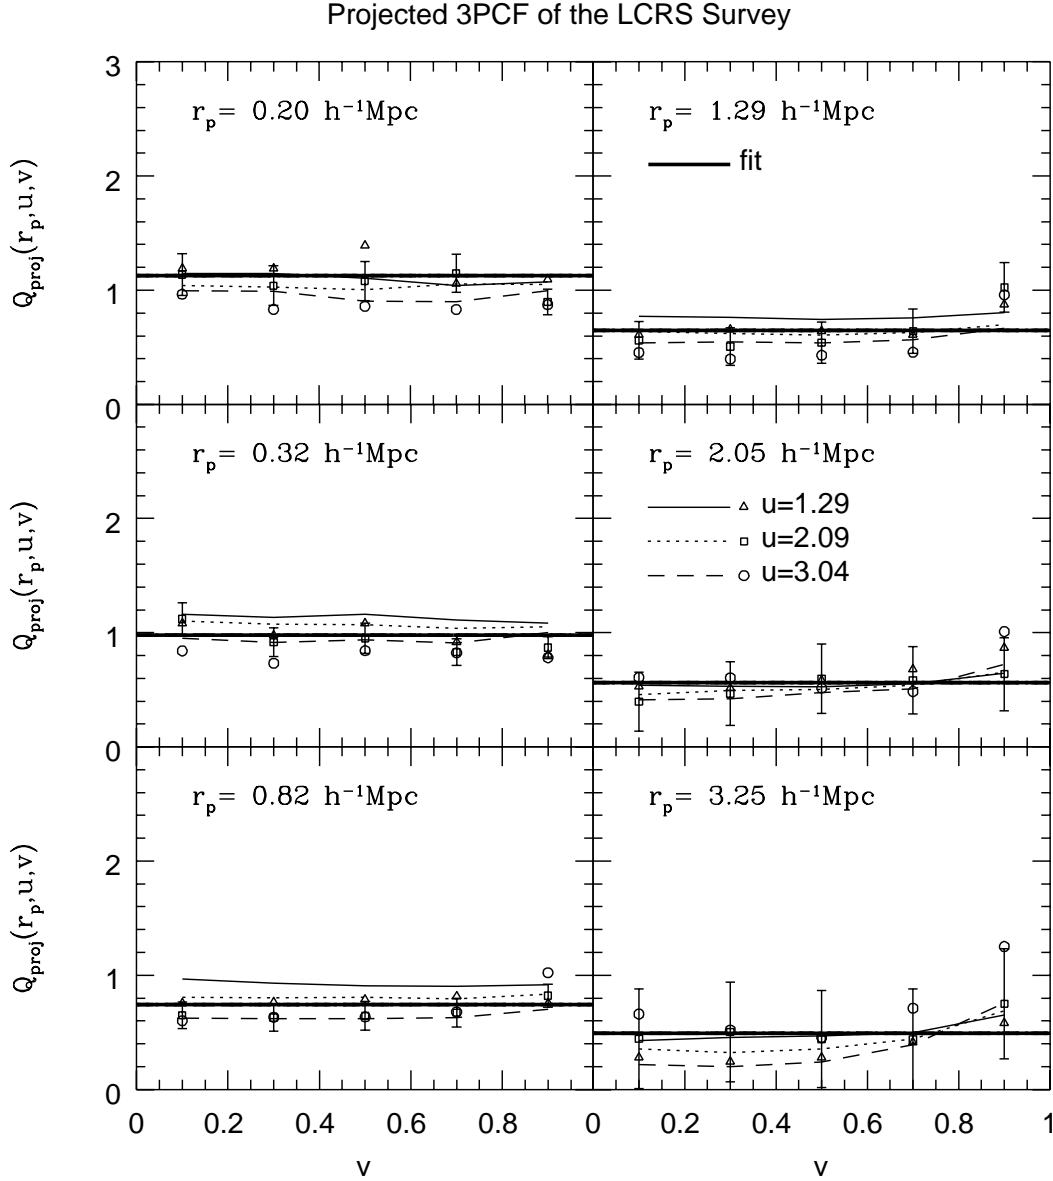 Projected 3PCF of the LCRS Survey
3
r_p= 0.20 h⁻¹Mpc
r_p= 1.29 h⁻¹Mpc
fit
2
Q_proj(r_p,u,v)
1
0
r_p= 0.32 h⁻¹Mpc
r_p= 2.05 h⁻¹Mpc
u=1.29
2
u=2.09
u=3.04
Q_proj(r_p,u,v)
1
0
r_p= 0.82 h⁻¹Mpc
r_p= 3.25 h⁻¹Mpc
2
Q_proj(r_p,u,v)
1
0
0 0.2 0.4 0.6 0.8 0 0.2 0.4 0.6 0.8 1
v v